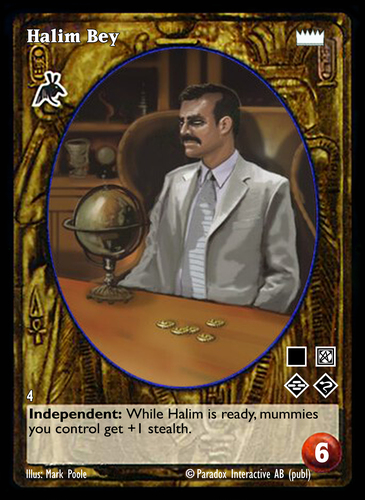 Halim Bey
4
Independent: While Halim is ready, mummies
you control get +1 stealth.
6
Illus: Mark Poole
© Paradox Interactive AB (publ)